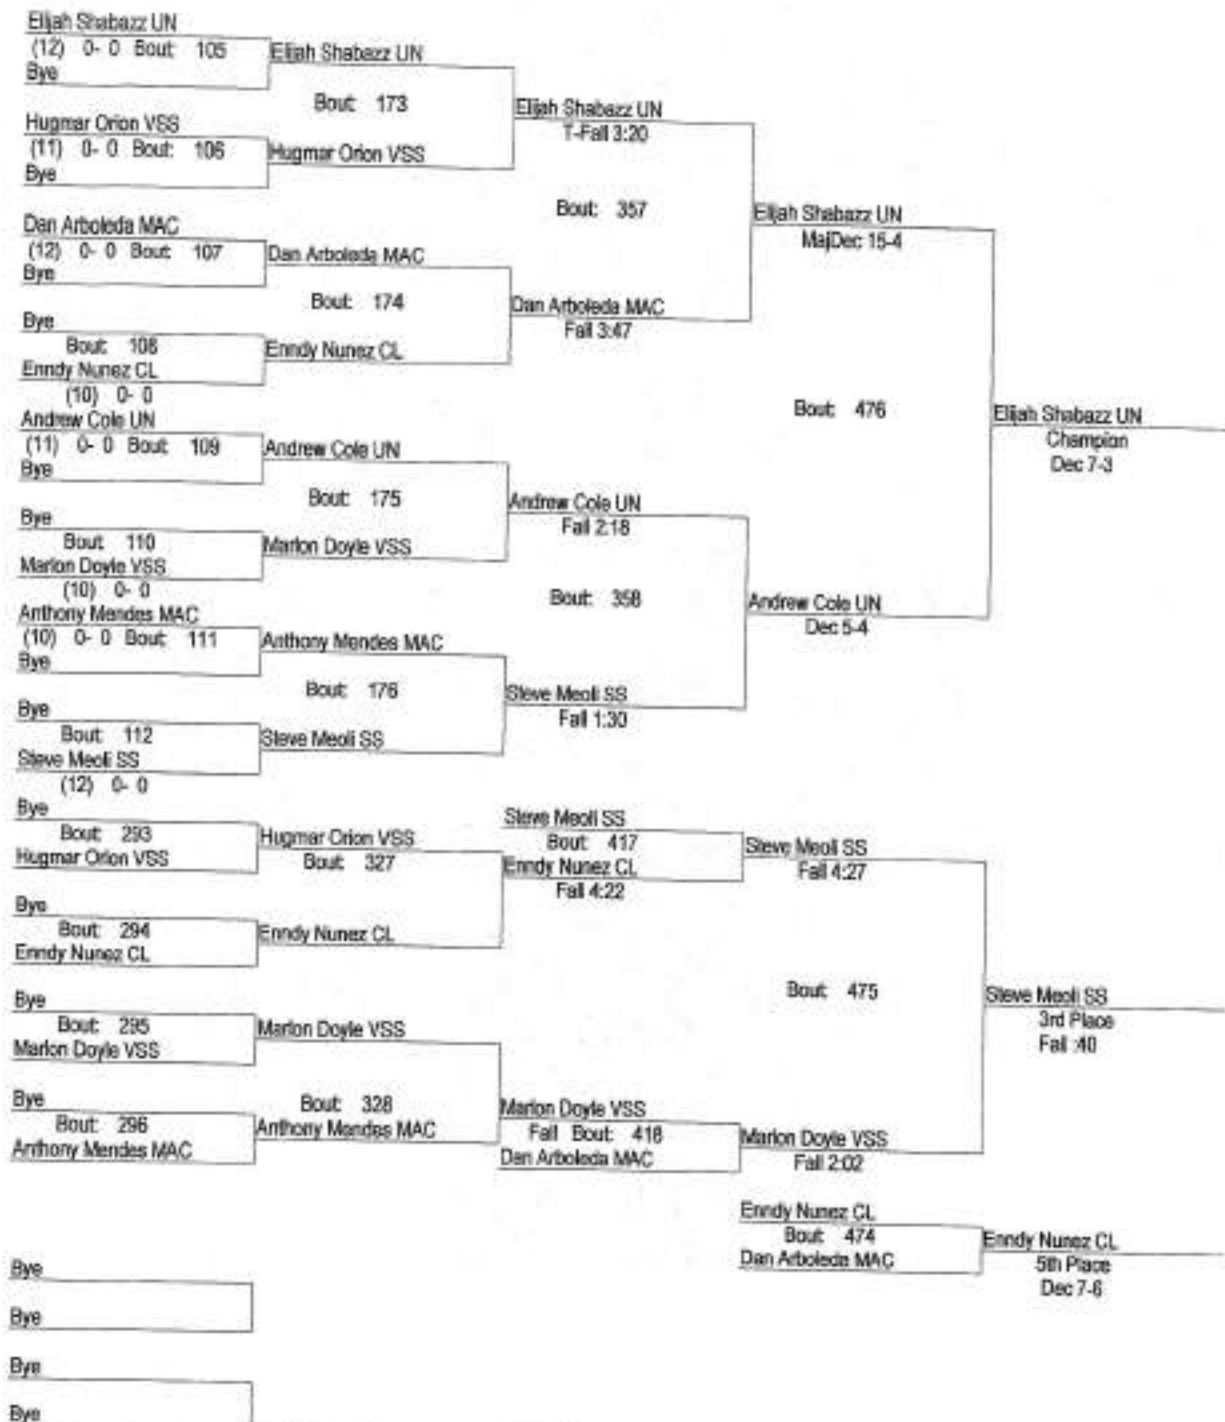 Elijah Shabazz UN
(12) 0- 0 Bout: 105
Bye
Elijah Shabazz UN
Bout: 173
Hugmar Orion VSS
(11) 0- 0 Bout: 106
Bye
Hugmar Orion VSS
Elijah Shabazz UN
T-Fall 3:20
Bout: 357
Dan Arboleda MAC
(12) 0- 0 Bout: 107
Bye
Dan Arboleda MAC
Bout: 174
Bye
Bout: 108
Enndy Nunez CL
(10) 0- 0
Enndy Nunez CL
Dan Arboleda MAC
Fall 3:47
Elijah Shabazz UN
MajDec 15-4
Bout: 476
Elijah Shabazz UN
Champion
Dec 7-3
Andrew Cole UN
(11) 0- 0 Bout: 109
Bye
Andrew Cole UN
Bout: 175
Bye
Bout: 110
Marlon Doyle VSS
(10) 0- 0
Marlon Doyle VSS
Andrew Cole UN
Fall 2:18
Bout: 358
Andrew Cole UN
Dec 5-4
Anthony Mendes MAC
(10) 0- 0 Bout: 111
Bye
Anthony Mendes MAC
Bout: 176
Bye
Bout: 112
Steve Meoli SS
(12) 0- 0
Steve Meoli SS
Steve Meoli SS
Fall 1:30
Bye
Bout: 293
Hugmar Orion VSS
Hugmar Orion VSS
Bout: 327
Bye
Bout: 294
Enndy Nunez CL
Enndy Nunez CL
Steve Meoli SS
Bout: 417
Enndy Nunez CL
Fall 4:22
Steve Meoli SS
Fall 4:27
Bout: 475
Steve Meoli SS
3rd Place
Fall :40
Bye
Bout: 295
Marlon Doyle VSS
Marlon Doyle VSS
Bout: 328
Bye
Bout: 296
Anthony Mendes MAC
Anthony Mendes MAC
Marlon Doyle VSS
Fall Bout: 418
Dan Arboleda MAC
Marlon Doyle VSS
Fall 2:02
Enndy Nunez CL
Bout: 474
Dan Arboleda MAC
Enndy Nunez CL
5th Place
Dec 7-6
Bye
Bye
Bye
Bye